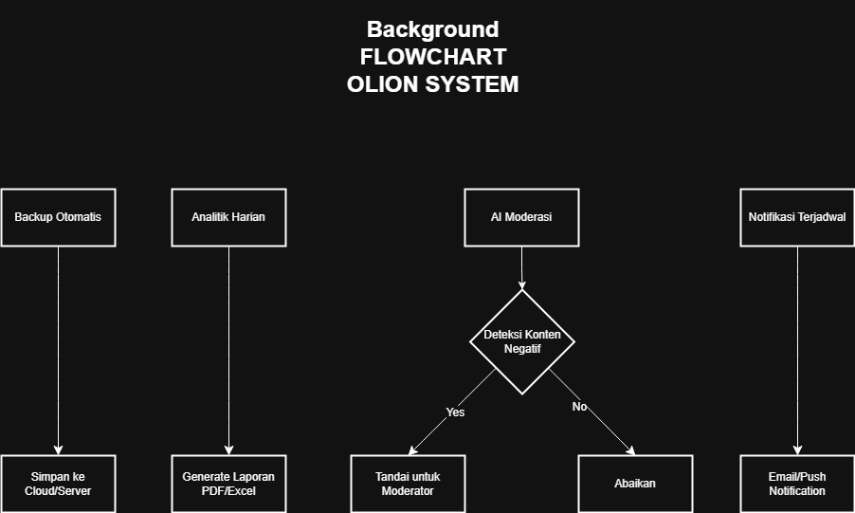 Background
FLOWCHART
OLION SYSTEM
Backup Otomatis
Analitik Harian
AI Moderasi
Notifikasi Terjadwal
Deteksi Konten
Negatif
Yes
No
Simpan ke
Cloud/Server
Generate Laporan
PDF/Excel
Tandai untuk
Moderator
Abaikan
Email/Push
Notification